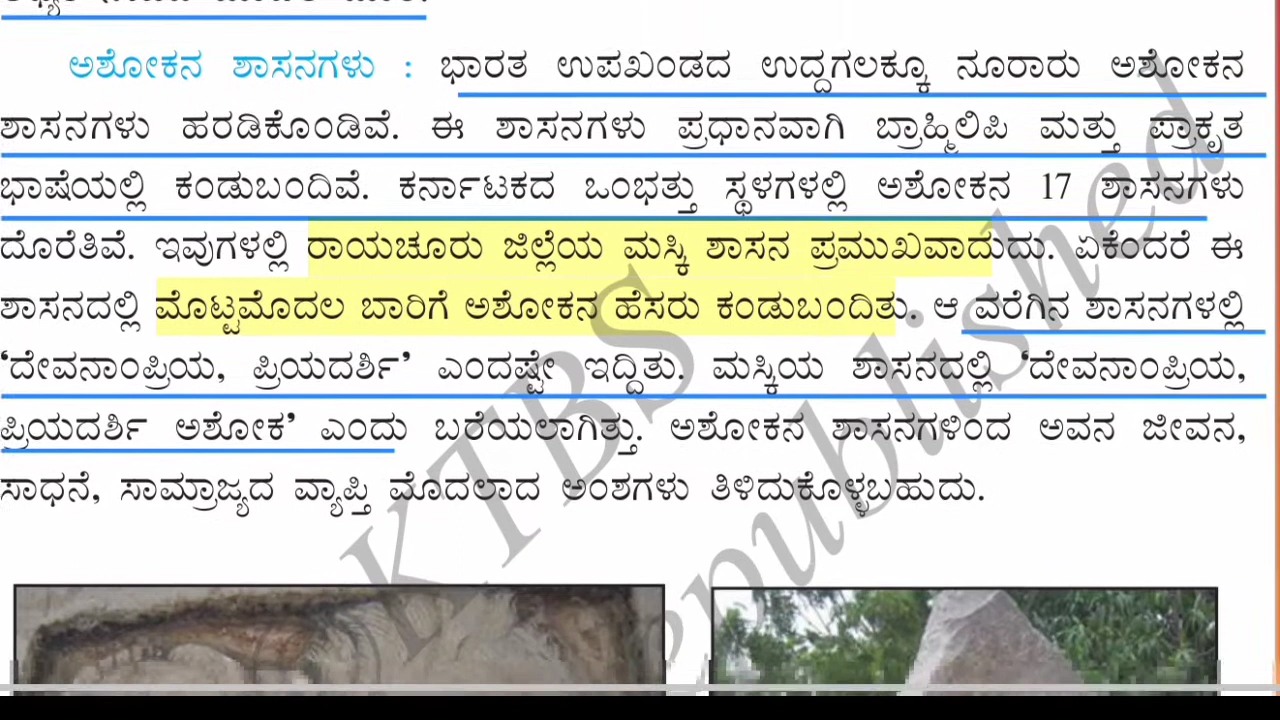 ಅಶೋಕನ ಶಾಸನಗಳು : ಭಾರತ ಉಪಖಂಡದ ಉದ್ದಗಲಕ್ಕೂ ನೂರಾರು ಅಶೋಕನ
ಶಾಸನಗಳು ಹರಡಿಕೊಂಡಿವೆ. ಈ ಶಾಸನಗಳು ಪ್ರಧಾನವಾಗಿ ಬ್ರಾಹ್ಮಿಲಿಪಿ ಮತ್ತು ಪ್ರಾಕೃತ
ಭಾಷೆಯಲ್ಲಿ ಕಂಡುಬಂದಿವೆ. ಕರ್ನಾಟಕದ ಒಂಭತ್ತು ಸ್ಥಳಗಳಲ್ಲಿ ಅಶೋಕನ 17 ಶಾಸನಗಳು
ದೊರೆತಿವೆ. ಇವುಗಳಲ್ಲಿ ರಾಯಚೂರು ಜಿಲ್ಲೆಯ ಮಸ್ಕಿ ಶಾಸನ ಪ್ರಮುಖವಾದುದು. ಏಕೆಂದರೆ ಈ
ಶಾಸನದಲ್ಲಿ ಮೊಟ್ಟಮೊದಲ ಬಾರಿಗೆ ಅಶೋಕನ ಹೆಸರು ಕಂಡುಬಂದಿತು. ಆ ವರೆಗಿನ ಶಾಸನಗಳಲ್ಲಿ
‘ದೇವನಾಂಪ್ರಿಯ, ಪ್ರಿಯದರ್ಶಿ’ ಎಂದಷ್ಟೇ ಇದ್ದಿತು. ಮಸ್ಕಿಯ ಶಾಸನದಲ್ಲಿ ‘ದೇವನಾಂಪ್ರಿಯ,
ಪ್ರಿಯದರ್ಶಿ ಅಶೋಕ’ ಎಂದು ಬರೆಯಲಾಗಿತ್ತು. ಅಶೋಕನ ಶಾಸನಗಳಿಂದ ಅವನ ಜೀವನ,
ಸಾಧನೆ, ಸಾಮ್ರಾಜ್ಯದ ವ್ಯಾಪ್ತಿ ಮೊದಲಾದ ಅಂಶಗಳು ತಿಳಿದುಕೊಳ್ಳಬಹುದು.
KTBS
republished